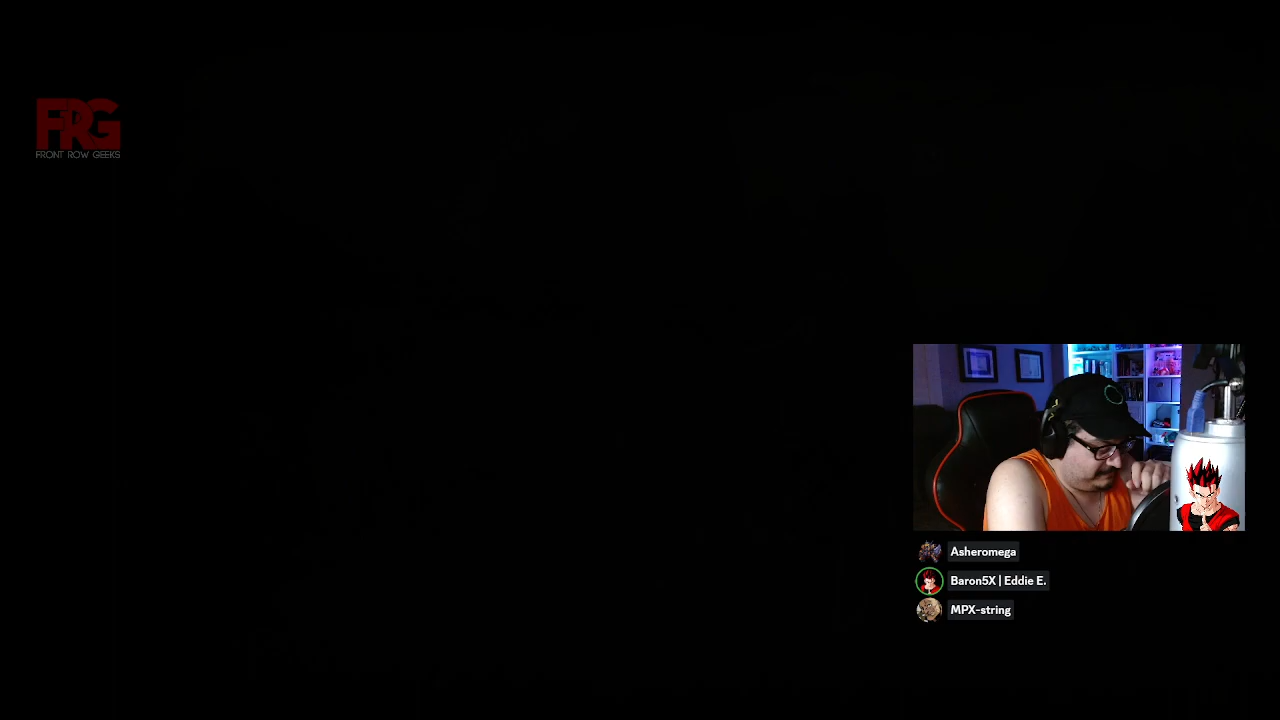 FRG
FRONT ROW GEEKS
Asheromega
Baron5X | Eddie E.
MPX-string